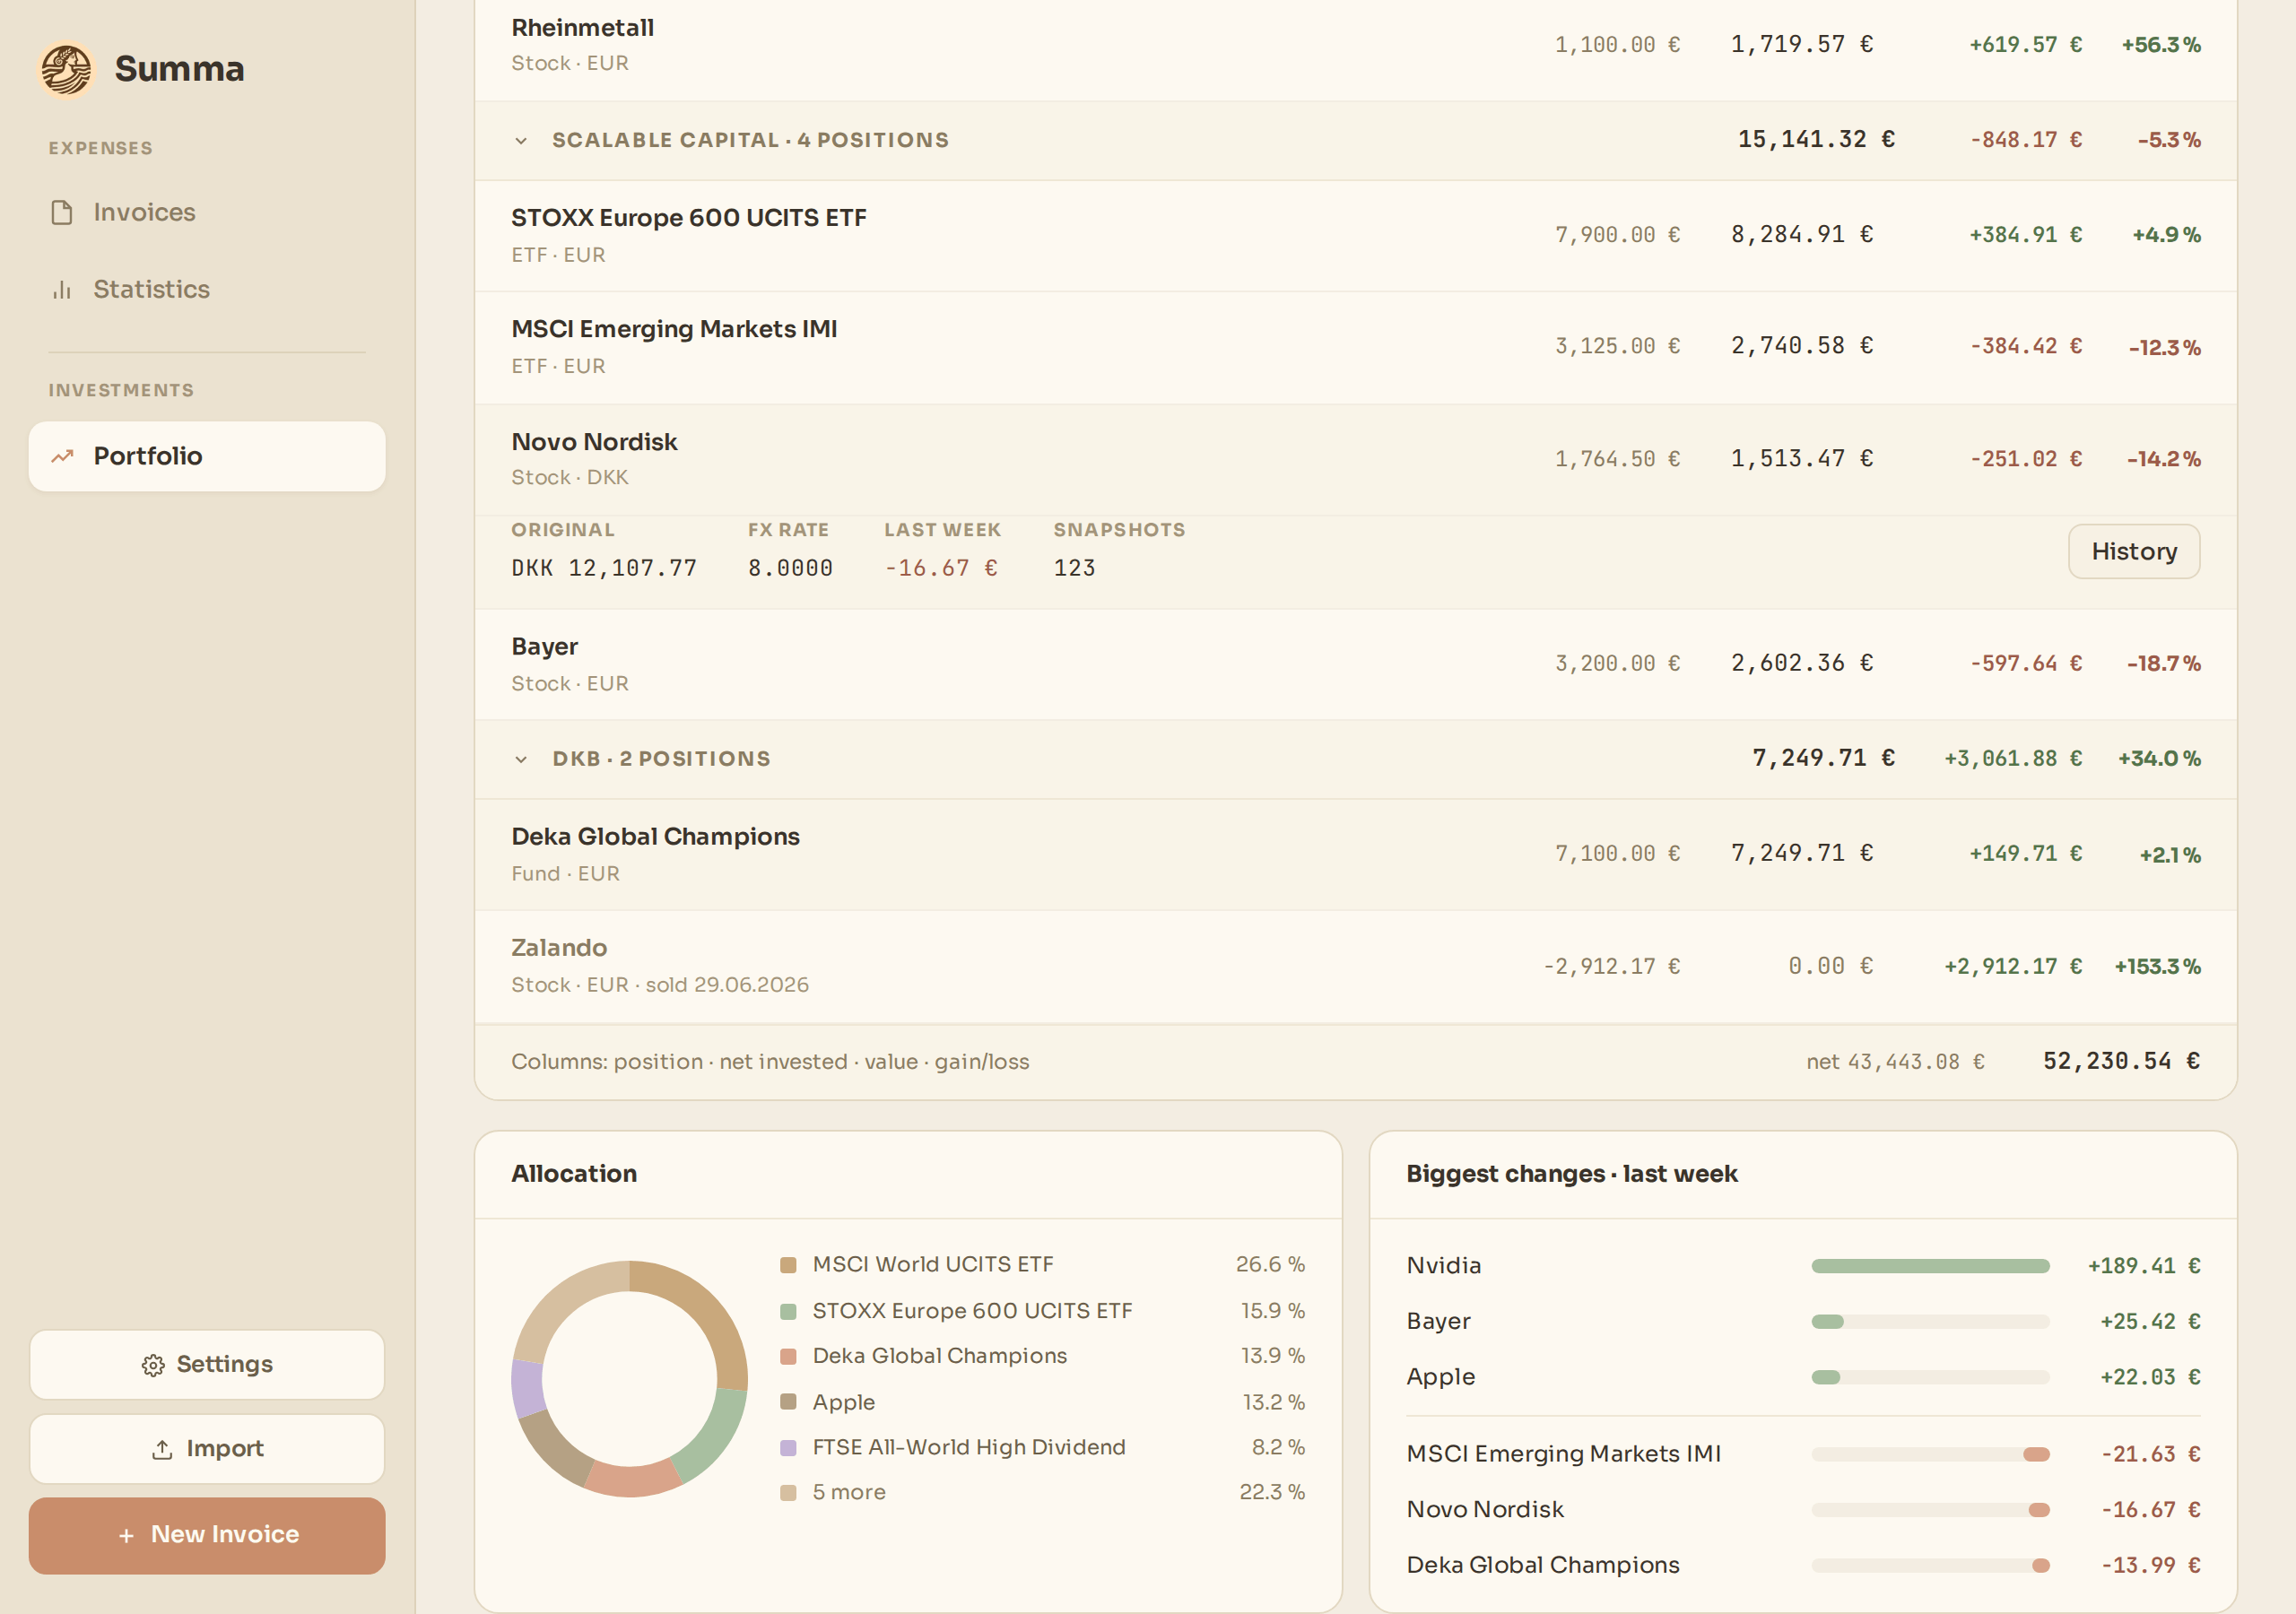 Summa
EXPENSES
Invoices
Statistics
INVESTMENTS
Portfolio
Settings
Import
+ New Invoice
Rheinmetall
Stock · EUR
1,100.00 € 1,719.57 € +619.57 € +56.3 %
SCALABLE CAPITAL · 4 POSITIONS 15,141.32 € -848.17 € -5.3 %
STOXX Europe 600 UCITS ETF
ETF · EUR
7,900.00 € 8,284.91 € +384.91 € +4.9 %
MSCI Emerging Markets IMI
ETF · EUR
3,125.00 € 2,740.58 € -384.42 € -12.3 %
Novo Nordisk
Stock · DKK
1,764.50 € 1,513.47 € -251.02 € -14.2 %
ORIGINAL FX RATE LAST WEEK SNAPSHOTS
DKK 12,107.77 8.0000 -16.67 € 123
History
Bayer
Stock · EUR
3,200.00 € 2,602.36 € -597.64 € -18.7 %
DKB · 2 POSITIONS 7,249.71 € +3,061.88 € +34.0 %
Deka Global Champions
Fund · EUR
7,100.00 € 7,249.71 € +149.71 € +2.1 %
Zalando
Stock · EUR · sold 29.06.2026
-2,912.17 € 0.00 € +2,912.17 € +153.3 %
Columns: position · net invested · value · gain/loss net 43,443.08 € 52,230.54 €
Allocation
MSCI World UCITS ETF 26.6 %
STOXX Europe 600 UCITS ETF 15.9 %
Deka Global Champions 13.9 %
Apple 13.2 %
FTSE All-World High Dividend 8.2 %
5 more 22.3 %
Biggest changes · last week
Nvidia +189.41 €
Bayer +25.42 €
Apple +22.03 €
MSCI Emerging Markets IMI -21.63 €
Novo Nordisk -16.67 €
Deka Global Champions -13.99 €